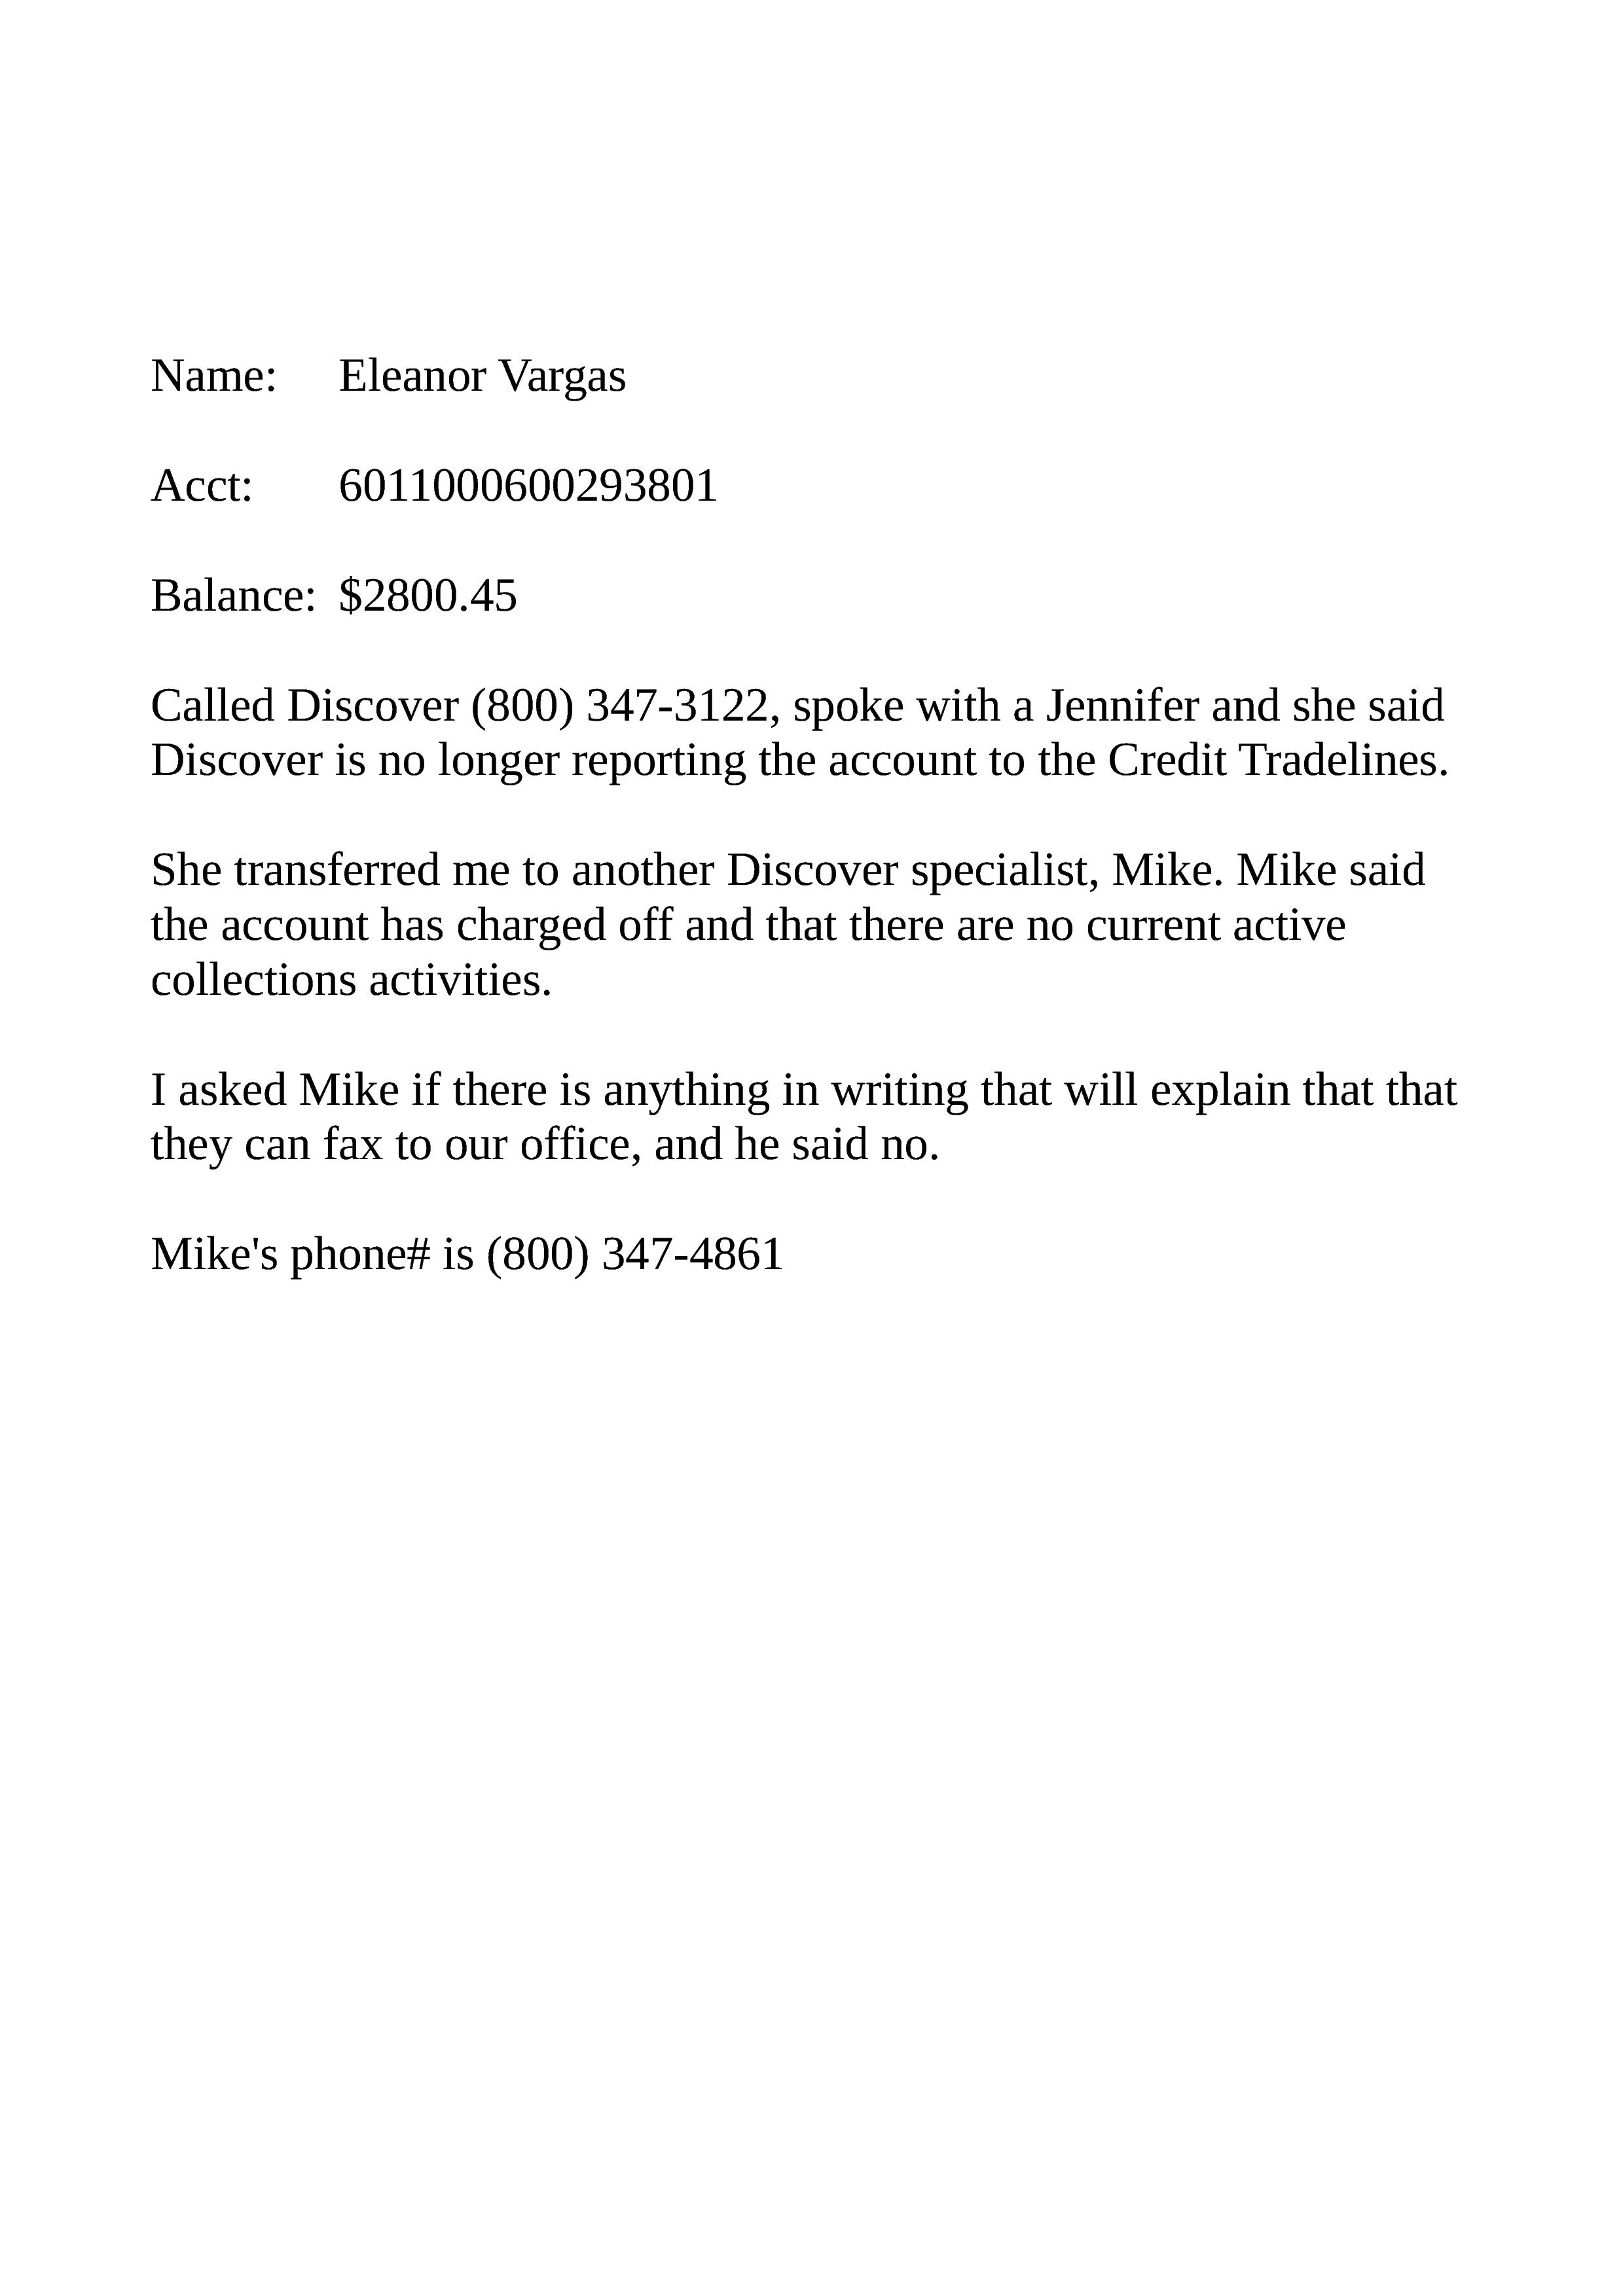 Name: Eleanor Vargas
Acct: 6011000600293801
Balance: $2800.45
Called Discover (800) 347-3122, spoke with a Jennifer and she said
Discover is no longer reporting the account to the Credit Tradelines.
She transferred me to another Discover specialist, Mike. Mike said
the account has charged off and that there are no current active
collections activities.
I asked Mike if there is anything in writing that will explain that that
they can fax to our office, and he said no.
Mike's phone# is (800) 347-4861